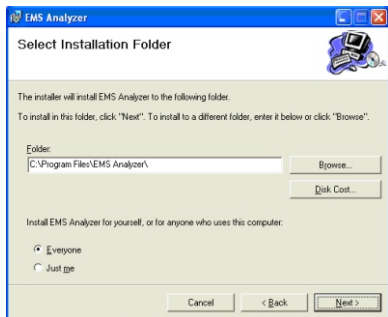 EMS Analyzer
Select Installation Folder
The installer will install EMS Analyzer to the following folder.
To install in this folder, click "Next". To install to a different folder, enter it below or click "Browse".
Folder:
C:\Program Files\EMS Analyzer\
Browse...
Disk Cost...
Install EMS Analyzer for yourself, or for anyone who uses this computer:
Everyone
Just me
Cancel
< Back
Next >